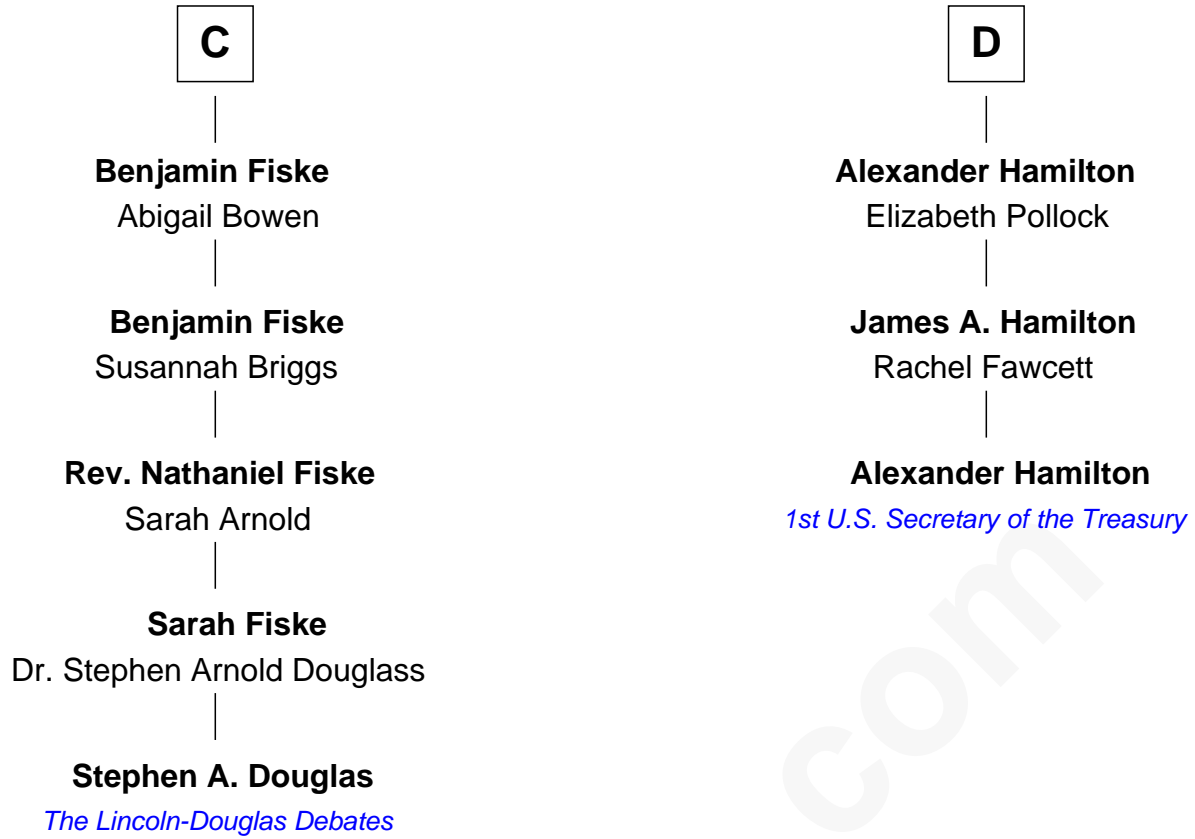 C
Benjamin Fiske
Abigail Bowen
Benjamin Fiske
Susannah Briggs
Rev. Nathaniel Fiske
Sarah Arnold
Sarah Fiske
Dr. Stephen Arnold Douglass
Stephen A. Douglas
The Lincoln-Douglas Debates
D
Alexander Hamilton
Elizabeth Pollock
James A. Hamilton
Rachel Fawcett
Alexander Hamilton
1st U.S. Secretary of the Treasury
com